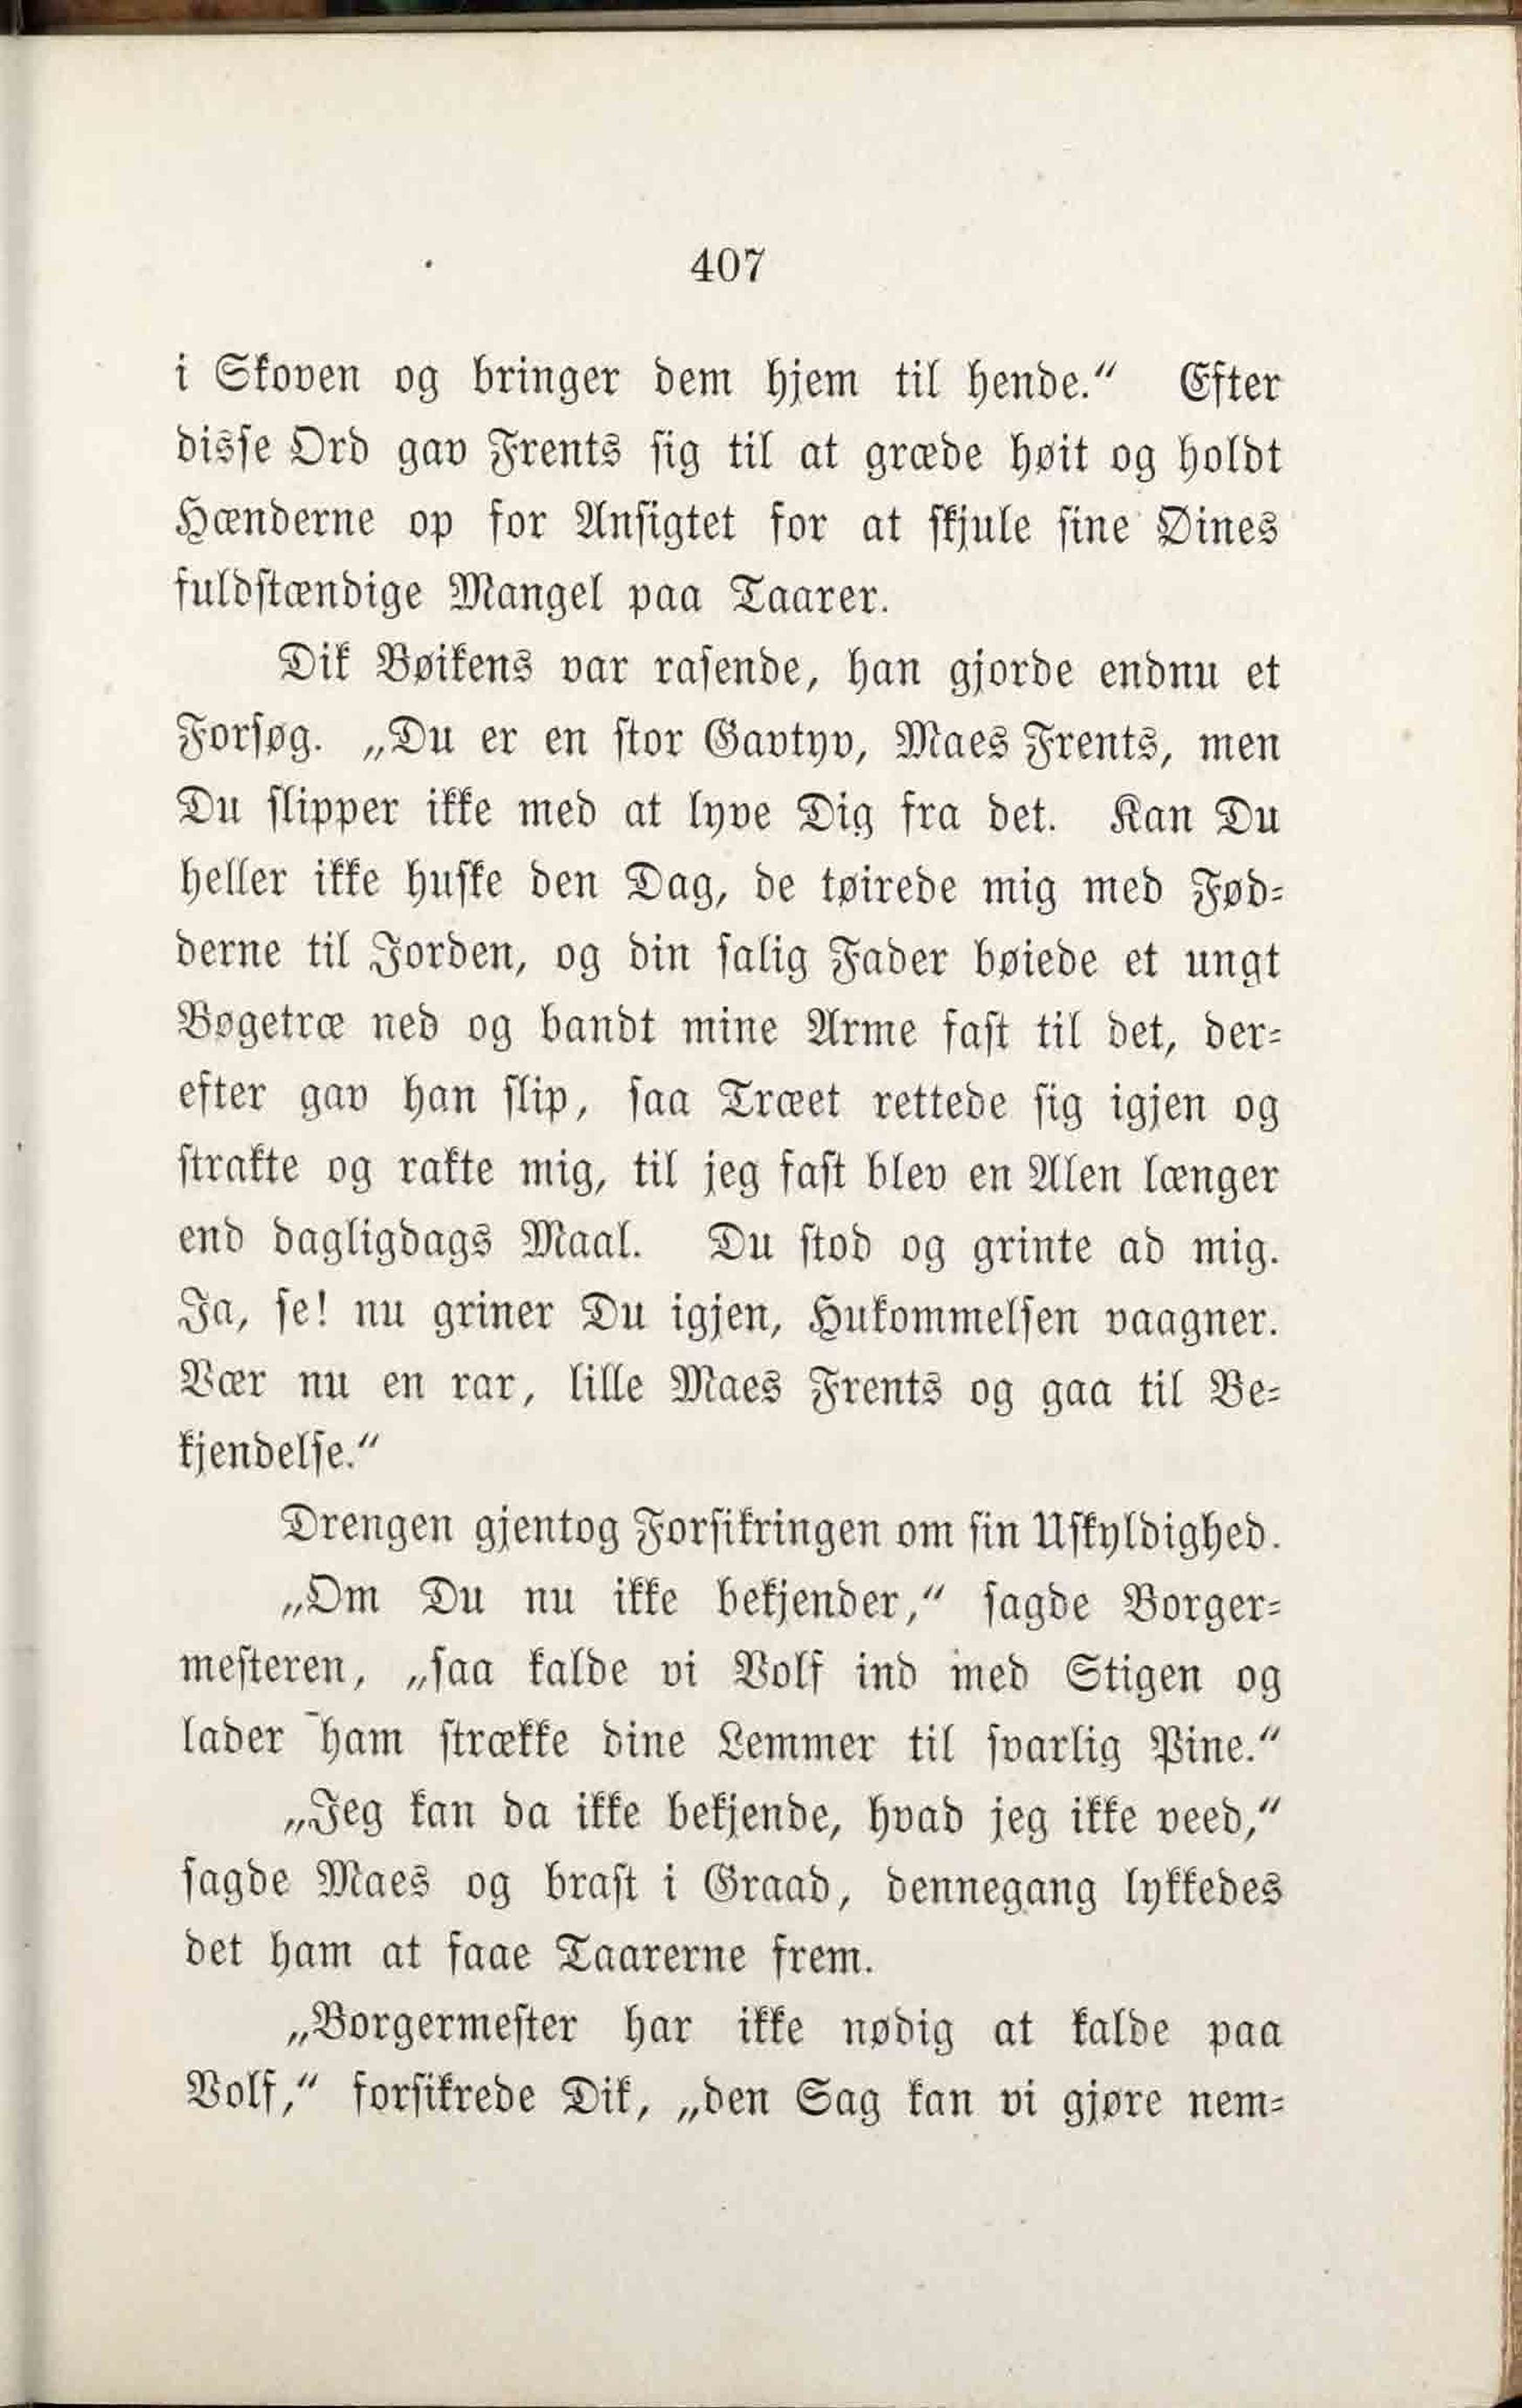 407
i Skoven og bringer dem hjem til hende.“ Efter
disse Ord gav Frents sig til at græde høit og holdt
Hænderne op for Ansigtet for at skjule sine Øines
fuldstændige Mangel paa Taarer.
Dik Bøikens var rasende, han gjorde endnu et
Forsøg. „Du er en stor Gavtyv, Maes Frents, men
Du slipper ikke med at lyve Dig fra det. Kan Du
heller ikke huske den Dag, de tøirede mig med Fød-
derne til Jorden, og din salig Fader bøiede et ungt
Bøgetræ ned og bandt mine Arme fast til det, der-
efter gav han slip, saa Træet rettede sig igjen og
strakte og rakte mig, til jeg fast blev en Alen længer
end dagligdags Maal. Du stod og grinte ad mig.
Ja, se! nu griner Du igjen, Hukommelsen vaagner.
Vær nu en rar, lille Maes Frents og gaa til Be-
kjendelse.“
Drengen gjentog Forsikringen om sin Uskyldighed.
„Om Du nu ikke bekjender,“ sagde Borger-
mesteren, „saa kalde vi Volf ind med Stigen og
lader ham strække dine Lemmer til svarlig Pine.“
„Jeg kan da ikke bekjende, hvad jeg ikke veed,“
sagde Maes og brast i Graad, dennegang lykkedes
det ham at faae Taarerne frem.
„Borgermester har ikke nødig at kalde paa
Volf,“ forsikrede Dik, „den Sag kan vi gjøre nem-